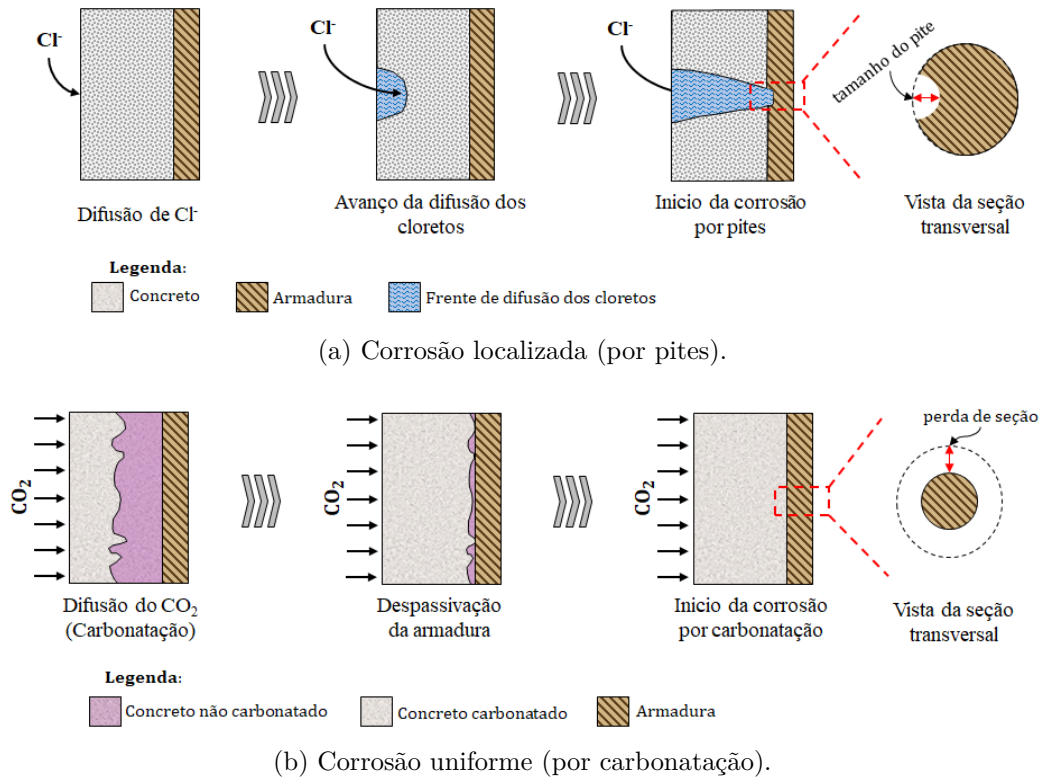 Cl-
Cl-
Cl-
tamanho do pite
Difusão de Cl-
Avanço da difusão dos
cloretos
Inicio da corrosão
por pites
Vista da seção
transversal
Legenda:
Concreto
Armadura
Frente de difusão dos cloretos
(a) Corrosão localizada (por pites).
CO2
CO2
CO2
perda de seção
Difusão do CO2
(Carbonatação)
Despassivação
da armadura
Inicio da corrosão
por carbonatação
Vista da seção
transversal
Legenda:
Concreto não carbonatado
Concreto carbonatado
Armadura
(b) Corrosão uniforme (por carbonatação).